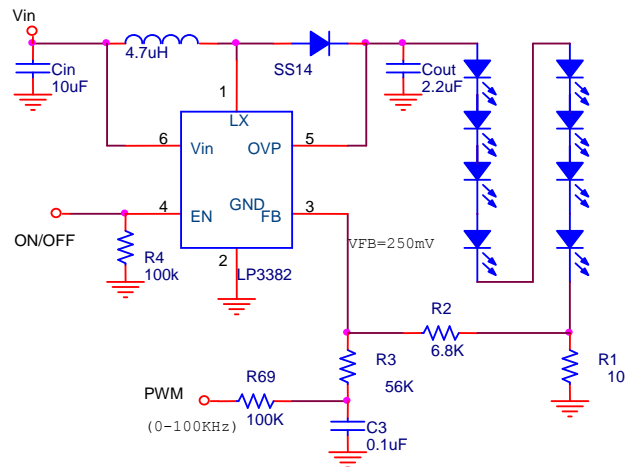 Vin
4.7uH
SS14
Cin
10uF
Cout
2.2uF
1
LX
6
Vin
OVP
5
4
EN
GND
FB
3
ON/OFF
R4
100k
2
LP3382
VFB=250mV
R2
6.8K
R1
10
R3
56K
PWM
R69
100K
(0-100KHz)
C3
0.1uF